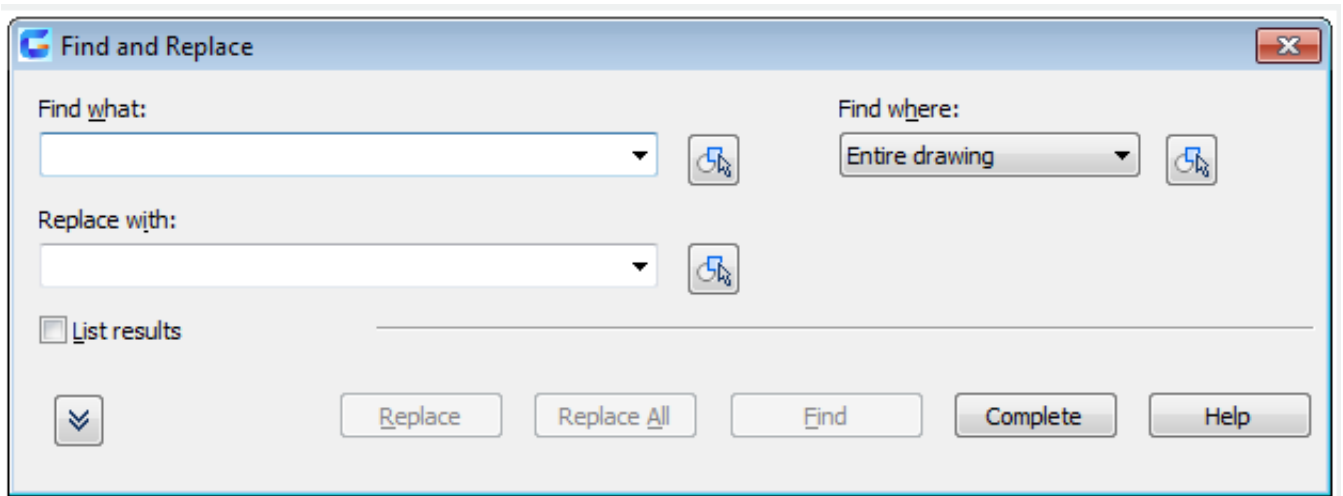 Find and Replace
Find what:
Find where:
Entire drawing
Replace with:
List results
Replace
Replace All
Find
Complete
Help